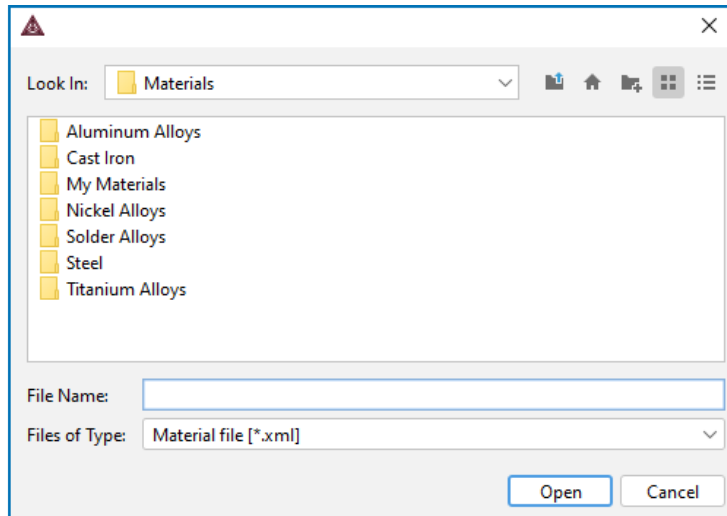 Look In: Materials
Aluminum Alloys
Cast Iron
My Materials
Nickel Alloys
Solder Alloys
Steel
Titanium Alloys
File Name:
Files of Type: Material file [*.xml]
Open Cancel